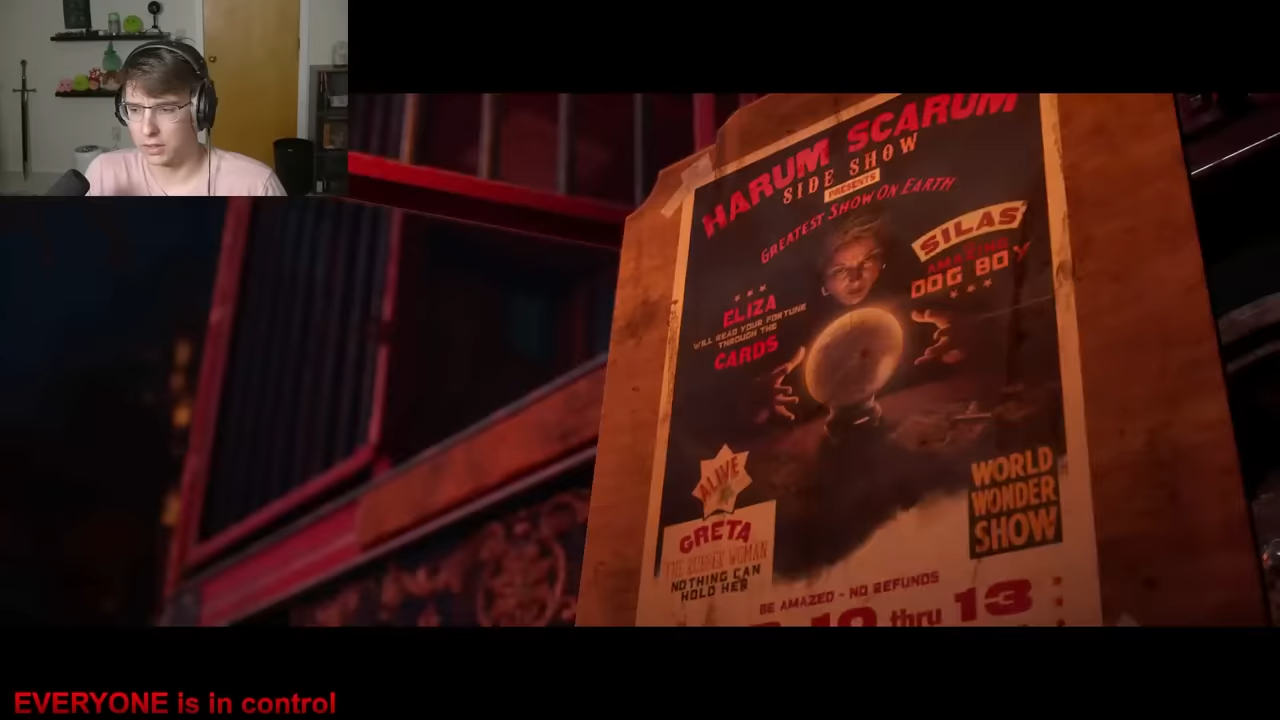 HARUM SCARUM
SIDE SHOW
PRESENTS
GREATEST SHOW ON EARTH
SILAS
AMAZING
DOG BOY
ELIZA
WILL READ YOUR FORTUNE
THROUGH THE
CARDS
ALIVE
GRETA
THE RUBBER WOMAN
NOTHING CAN
HOLD HER
WORLD
WONDER
SHOW
BE AMAZED - NO REFUNDS
10 thru 13
EVERYONE is in control